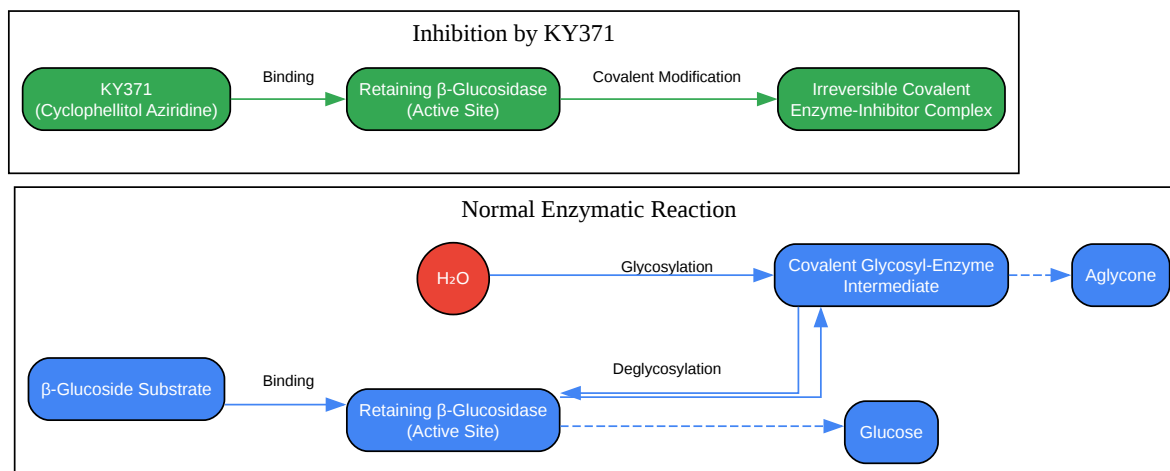 Inhibition by KY371
KY371
(Cyclophellitol Aziridine)
Binding
Retaining β-Glucosidase
(Active Site)
Covalent Modification
Irreversible Covalent
Enzyme-Inhibitor Complex
Normal Enzymatic Reaction
H₂O
Glycosylation
Covalent Glycosyl-Enzyme
Intermediate
Aglycone
β-Glucoside Substrate
Binding
Retaining β-Glucosidase
(Active Site)
Deglycosylation
Glucose